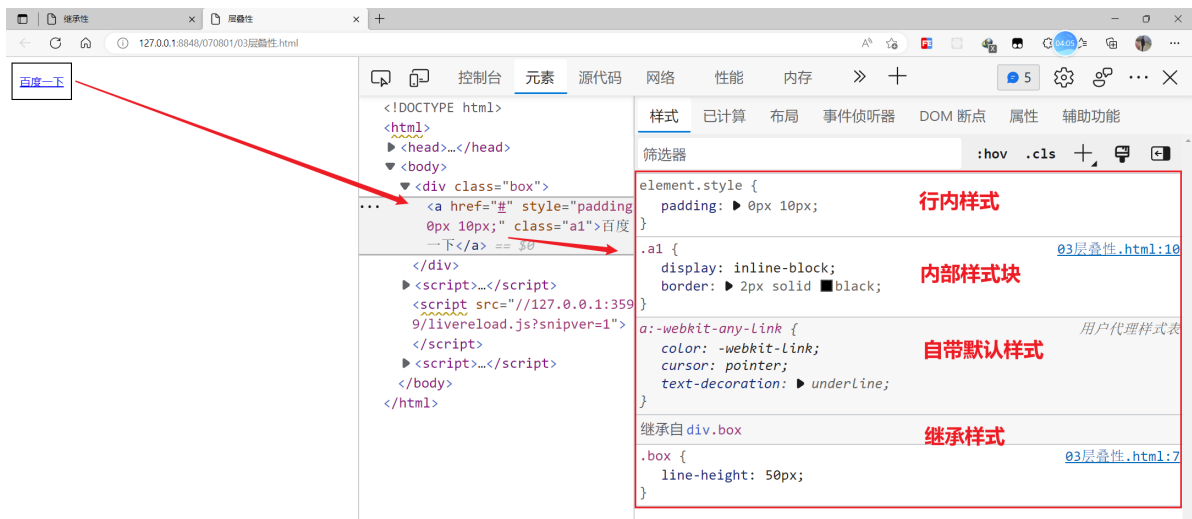 继承性 × 层叠性 ×
127.0.0.1:8848/070801/03层叠性.html
04:05
百度一下
控制台 元素 源代码 网络 性能 内存 5
<!DOCTYPE html>
<html>
<head>…</head>
<body>
<div class="box">
<a href="#" style="padding
0px 10px;" class="a1">百度
一下</a> == $0
</div>
<script>…</script>
<script src="//127.0.0.1:359
9/livereload.js?snipver=1">
</script>
<script>…</script>
</body>
</html>
样式 已计算 布局 事件侦听器 DOM 断点 属性 辅助功能
筛选器 :hov .cls
element.style {
padding: 0px 10px;
}
行内样式
.a1 { 03层叠性.html:10
display: inline-block;
border: 2px solid black;
}
内部样式块
a:-webkit-any-link { 用户代理样式表
color: -webkit-link;
cursor: pointer;
text-decoration: underline;
}
自带默认样式
继承自 div.box
继承样式
.box { 03层叠性.html:7
line-height: 50px;
}